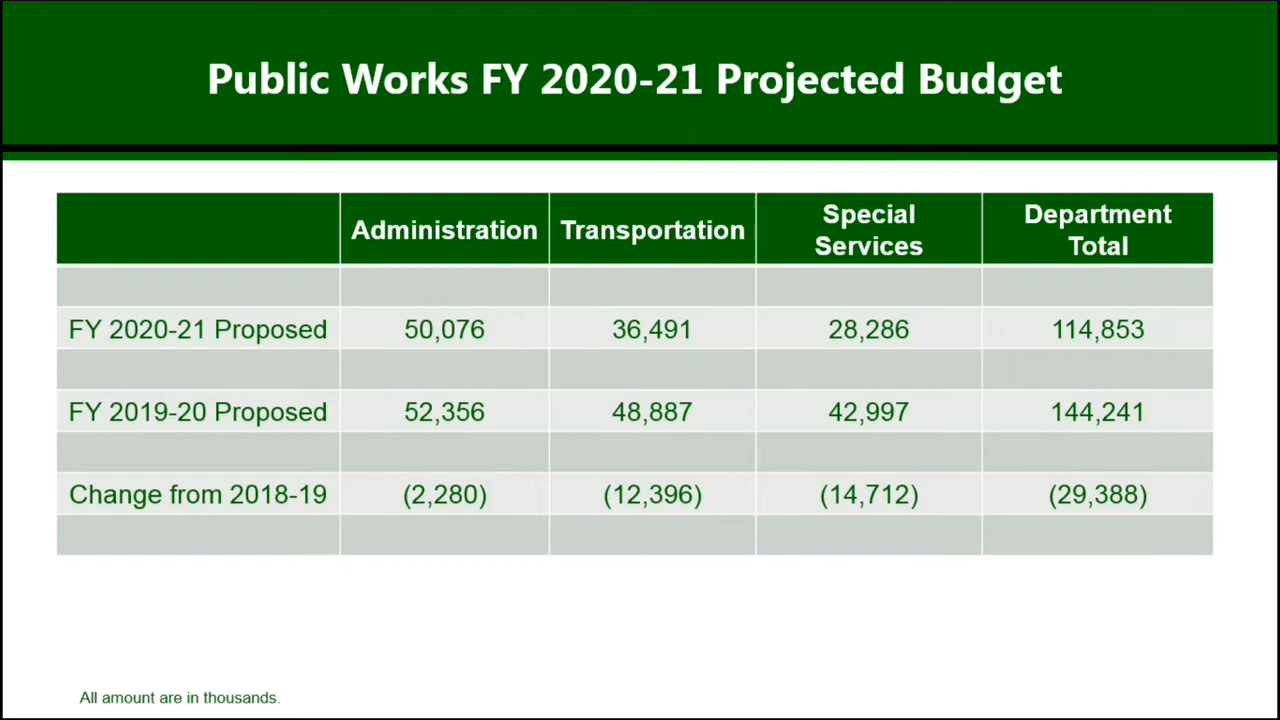 Public Works FY 2020-21 Projected Budget
Administration Transportation Special Services Department Total
FY 2020-21 Proposed 50,076 36,491 28,286 114,853
FY 2019-20 Proposed 52,356 48,887 42,997 144,241
Change from 2018-19 (2,280) (12,396) (14,712) (29,388)
All amount are in thousands.